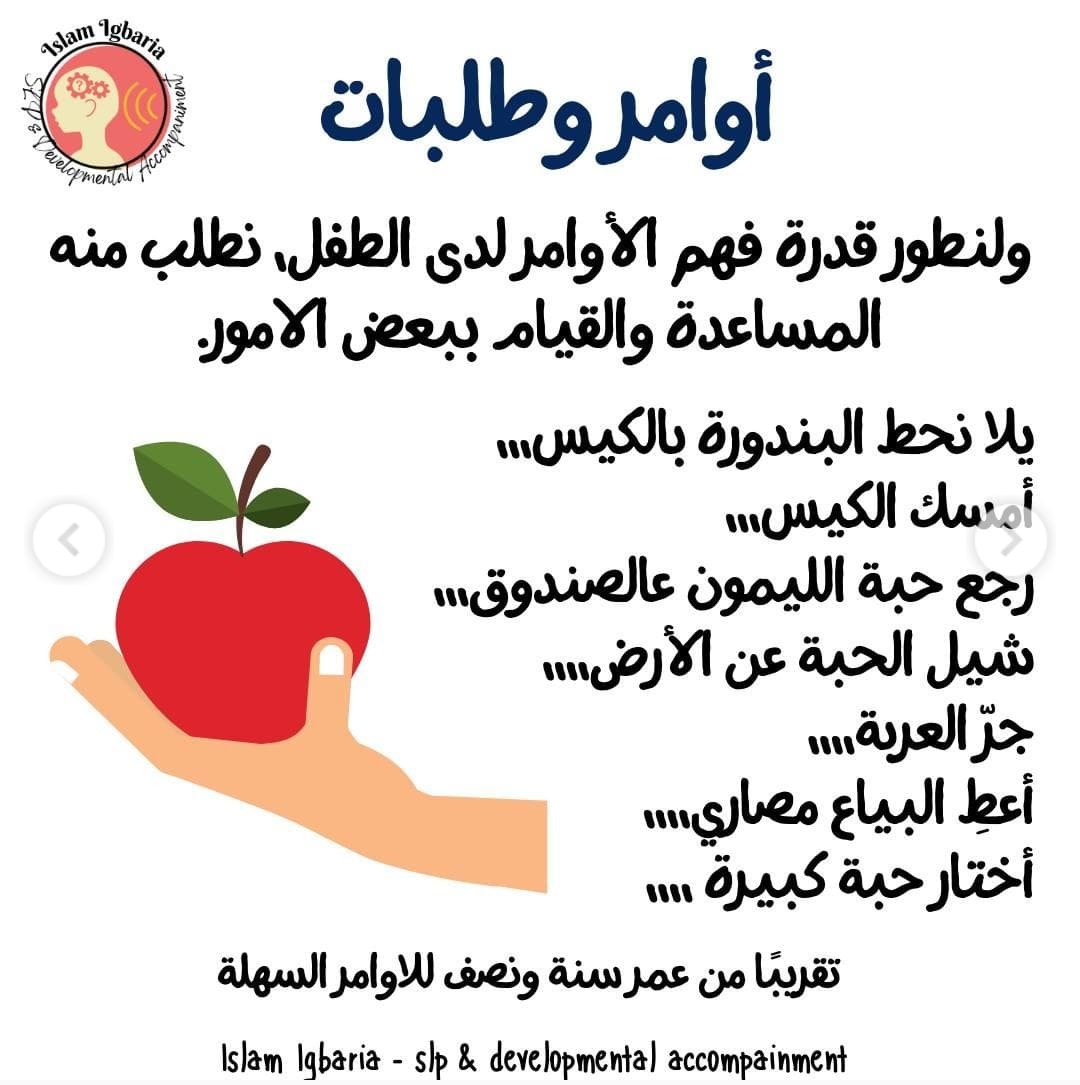 Islam Igbaria
SLP & Developmental Accompaniment
أوامر وطلبات
ولنطور قدرة فهم الأوامر لدى الطفل، نطلب منه
المساعدة والقيام ببعض الامور.
يلا نحط البندورة بالكيس,,,
أمسك الكيس,,,
رجع حبة الليمون عالصندوق,,,
شيل الحبة عن الأرض,,,,
جرّ العربة,,,,
أعطِ البياع مصاري,,,,
أختار حبة كبيرة ,,,,
تقريبًا من عمر سنة ونصف للاوامر السهلة
Islam Igbaria - slp & developmental accompainment